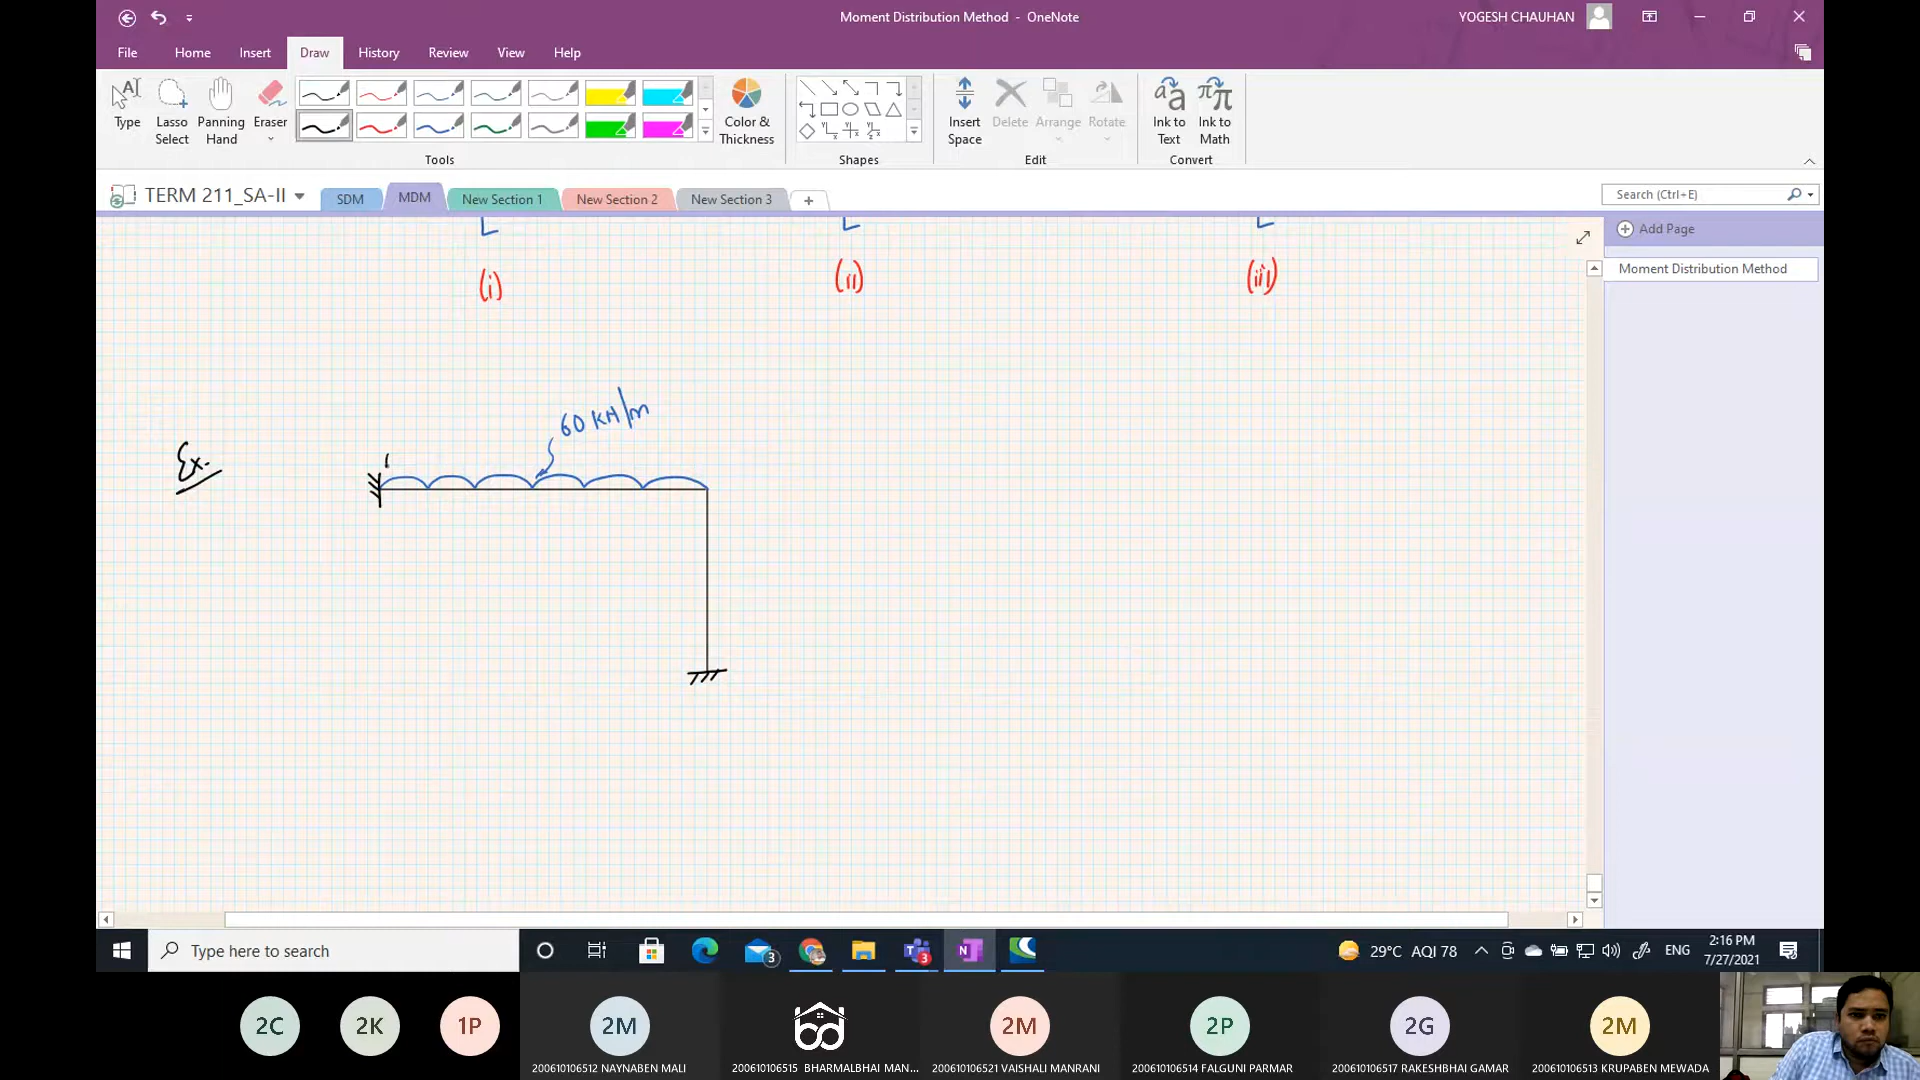 Moment Distribution Method - OneNote
YOGESH CHAUHAN
File Home Insert Draw History Review View Help
Type
Lasso Select
Panning Hand
Eraser
Color & Thickness
Insert Space
Delete
Arrange
Rotate
Ink to Text
Ink to Math
Tools
Shapes
Edit
Convert
TERM 211_SA-II
SDM
MDM
New Section 1
New Section 2
New Section 3
Search (Ctrl+E)
Add Page
Moment Distribution Method
L
L
L
(i)
(ii)
(iii)
60 KN/m
Ex.
Type here to search
3
3
29°C AQI 78
ENG
2:16 PM
7/27/2021
2C
2K
1P
2M
bd
2M
2P
2G
2M
200610106512 NAYNABEN MALI
200610106515 BHARMALBHAI MAN...
200610106521 VAISHALI MANRANI
200610106514 FALGUNI PARMAR
200610106517 RAKESHBHAI GAMAR
200610106513 KRUPABEN MEWADA